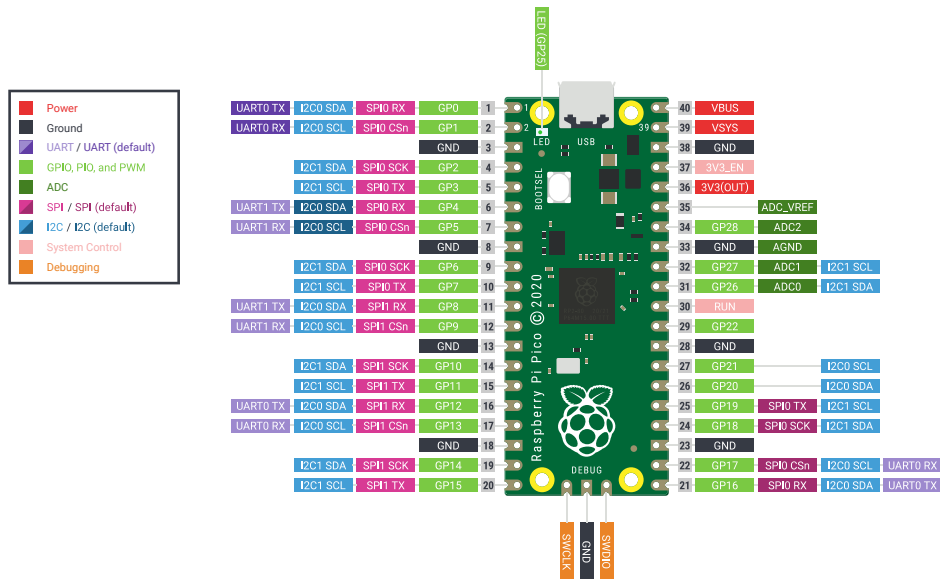 LED (GP25)
Power
Ground
UART / UART (default)
GPIO, PIO, and PWM
ADC
SPI / SPI (default)
I2C / I2C (default)
System Control
Debugging
UART0 TX I2C0 SDA SPI0 RX GP0 1
UART0 RX I2C0 SCL SPI0 CSn GP1 2
GND 3
I2C1 SDA SPI0 SCK GP2 4
I2C1 SCL SPI0 TX GP3 5
UART1 TX I2C0 SDA SPI0 RX GP4 6
UART1 RX I2C0 SCL SPI0 CSn GP5 7
GND 8
I2C1 SDA SPI0 SCK GP6 9
I2C1 SCL SPI0 TX GP7 10
UART1 TX I2C0 SDA SPI1 RX GP8 11
UART1 RX I2C0 SCL SPI1 CSn GP9 12
GND 13
I2C1 SDA SPI1 SCK GP10 14
I2C1 SCL SPI1 TX GP11 15
UART0 TX I2C0 SDA SPI1 RX GP12 16
UART0 RX I2C0 SCL SPI1 CSn GP13 17
GND 18
I2C1 SDA SPI1 SCK GP14 19
I2C1 SCL SPI1 TX GP15 20
1
2
39
LED
USB
BOOTSEL
Raspberry Pi Pico © 2020
DEBUG
40 VBUS
39 VSYS
38 GND
37 3V3_EN
36 3V3(OUT)
35 ADC_VREF
34 GP28 ADC2
33 GND AGND
32 GP27 ADC1 I2C1 SCL
31 GP26 ADC0 I2C1 SDA
30 RUN
29 GP22
28 GND
27 GP21 I2C0 SCL
26 GP20 I2C0 SDA
25 GP19 SPI0 TX I2C1 SCL
24 GP18 SPI0 SCK I2C1 SDA
23 GND
22 GP17 SPI0 CSn I2C0 SCL UART0 RX
21 GP16 SPI0 RX I2C0 SDA UART0 TX
SWCLK
GND
SWDIO